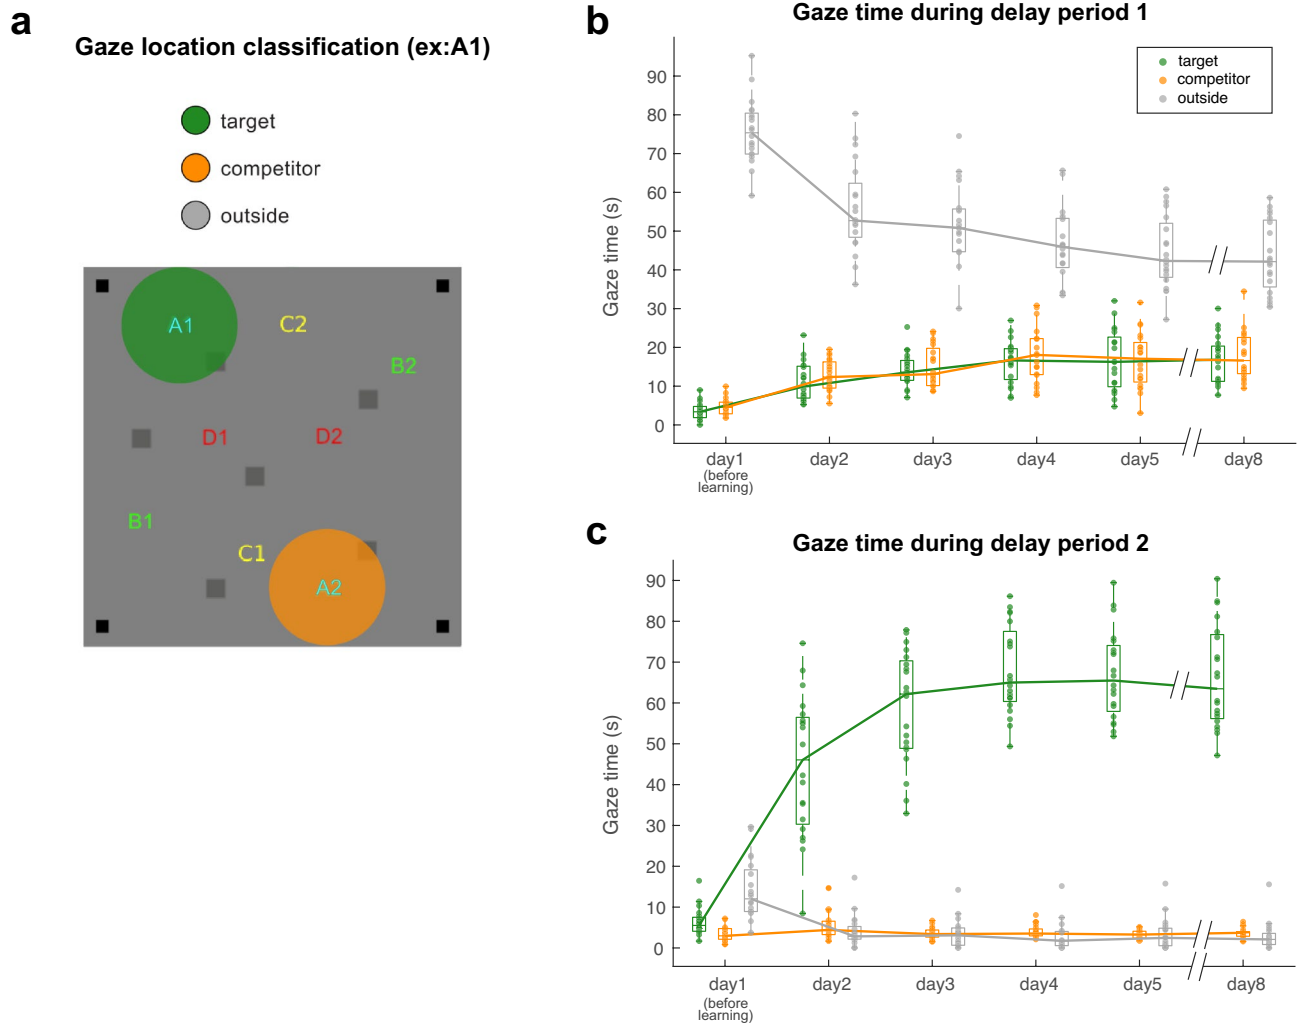 a
Gaze location classification (ex:A1)
target
competitor
outside
A1
C2
B2
D1
D2
B1
C1
A2
b
Gaze time during delay period 1
target
competitor
outside
Gaze time (s)
90
80
70
60
50
40
30
20
10
0
day1
(before
learning)
day2
day3
day4
day5
day8
c
Gaze time during delay period 2
Gaze time (s)
90
80
70
60
50
40
30
20
10
0
day1
(before
learning)
day2
day3
day4
day5
day8